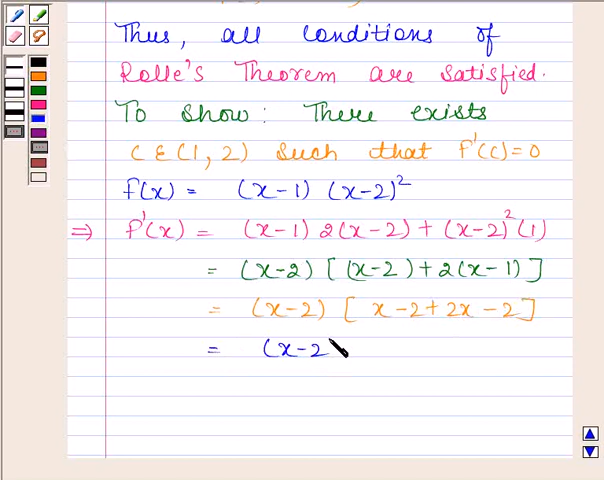 Thus, all conditions of
Rolle's Theorem are satisfied.
To show: There exists
C ∈ (1, 2) such that f'(c) = 0
f(x) = (x-1) (x-2)²
⇒ f'(x) = (x-1) 2(x-2) + (x-2)² (1)
= (x-2) [(x-2) + 2(x-1)]
= (x-2) [x-2+2x-2]
= (x-2